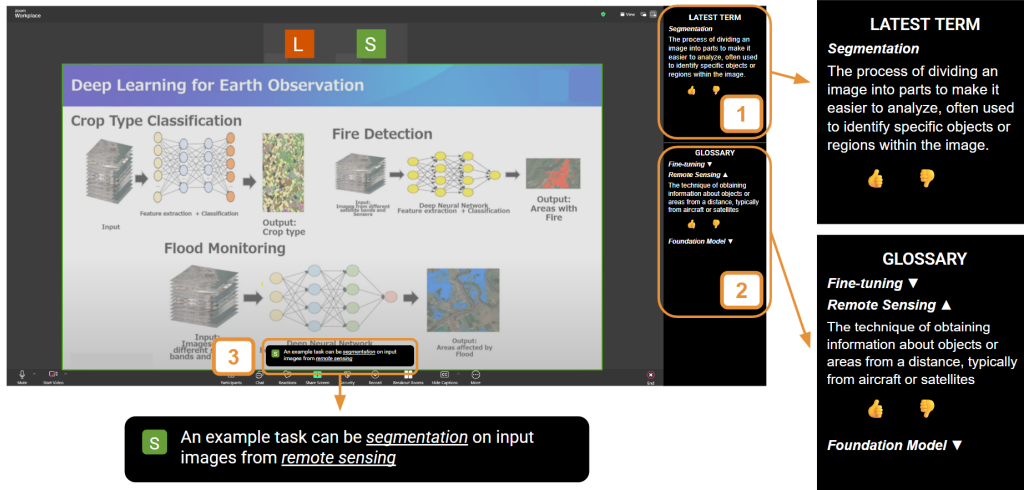 zoom
Workplace
View
L
S
Deep Learning for Earth Observation
Crop Type Classification
Input
Feature extraction + Classification
Output:
Crop type
Fire Detection
Input:
Images from different
satellite bands and
Sensors
Deep Neural Network
Feature extraction + Classification
Output:
Areas with
Fire
Flood Monitoring
Input:
Images
different
bands and
Deep Neural Network
Output:
Areas affected by
Flood
3
S
An example task can be segmentation on input
images from remote sensing
Mute
Start Video
Participants
Chat
Reactions
Share Screen
Security
Record
Breakout Rooms
Hide Captions
More
End
LATEST TERM
Segmentation
The process of dividing an
image into parts to make it
easier to analyze, often used
to identify specific objects or
regions within the image.
1
GLOSSARY
Fine-tuning ▼
Remote Sensing ▲
The technique of obtaining
information about objects or
areas from a distance, typically
from aircraft or satellites
Foundation Model ▼
2
LATEST TERM
Segmentation
The process of dividing an
image into parts to make it
easier to analyze, often used
to identify specific objects or
regions within the image.
GLOSSARY
Fine-tuning ▼
Remote Sensing ▲
The technique of obtaining
information about objects or
areas from a distance, typically
from aircraft or satellites
Foundation Model ▼
S
An example task can be segmentation on input
images from remote sensing